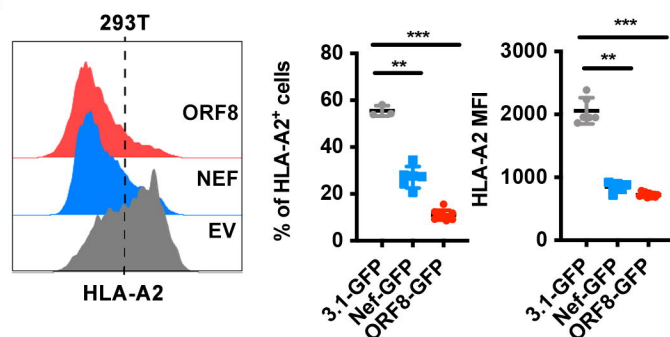 293T
ORF8
NEF
EV
HLA-A2
% of HLA-A2+ cells
80
60
40
20
0
***
**
3.1-GFP
Nef-GFP
ORF8-GFP
HLA-A2 MFI
3000
2000
1000
0
***
**
3.1-GFP
Nef-GFP
ORF8-GFP